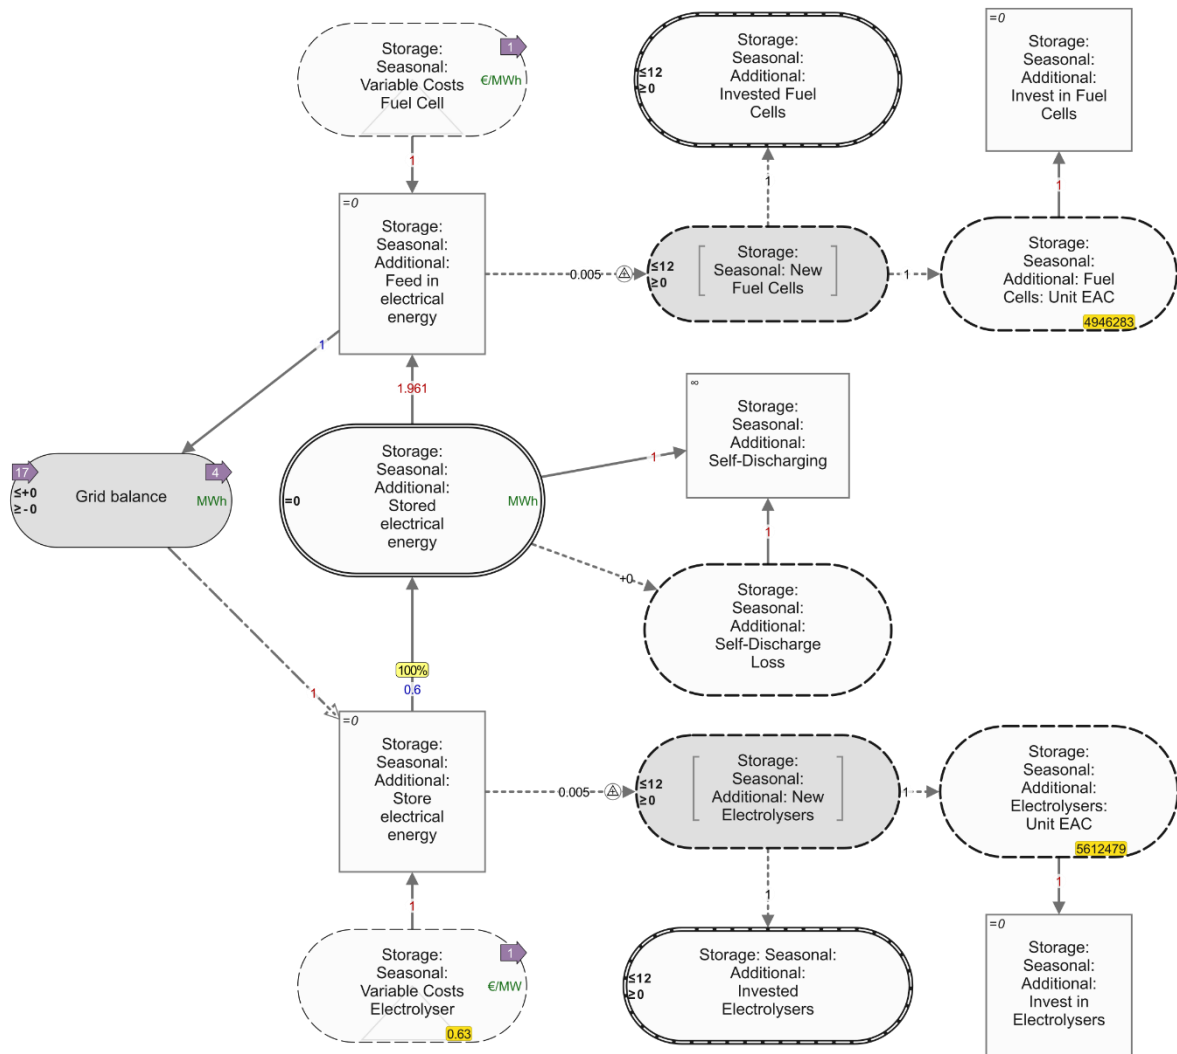 Storage:
Seasonal:
Variable Costs
Fuel Cell
1
€/MWh
≤12
≥0
Storage:
Seasonal:
Additional:
Invested Fuel
Cells
=0
Storage:
Seasonal:
Additional:
Invest in Fuel
Cells
1
1
1
=0
Storage:
Seasonal:
Additional:
Feed in
electrical
energy
0.005
≤12
≥0
Storage:
Seasonal: New
Fuel Cells
1
Storage:
Seasonal:
Additional: Fuel
Cells: Unit EAC
4946283
1
1.961
17
≤+0
≥-0
Grid balance
4
MWh
=0
Storage:
Seasonal:
Additional:
Stored
electrical
energy
MWh
1
∞
Storage:
Seasonal:
Additional:
Self-Discharging
1
+0
Storage:
Seasonal:
Additional:
Self-Discharge
Loss
100%
0.6
1
=0
Storage:
Seasonal:
Additional:
Store
electrical
energy
0.005
≤12
≥0
Storage:
Seasonal:
Additional: New
Electrolysers
1
Storage:
Seasonal:
Additional:
Electrolysers:
Unit EAC
5612479
1
1
1
Storage:
Seasonal:
Variable Costs
Electrolyser
1
€/MW
0.63
≤12
≥0
Storage: Seasonal:
Additional:
Invested
Electrolysers
=0
Storage:
Seasonal:
Additional:
Invest in
Electrolysers